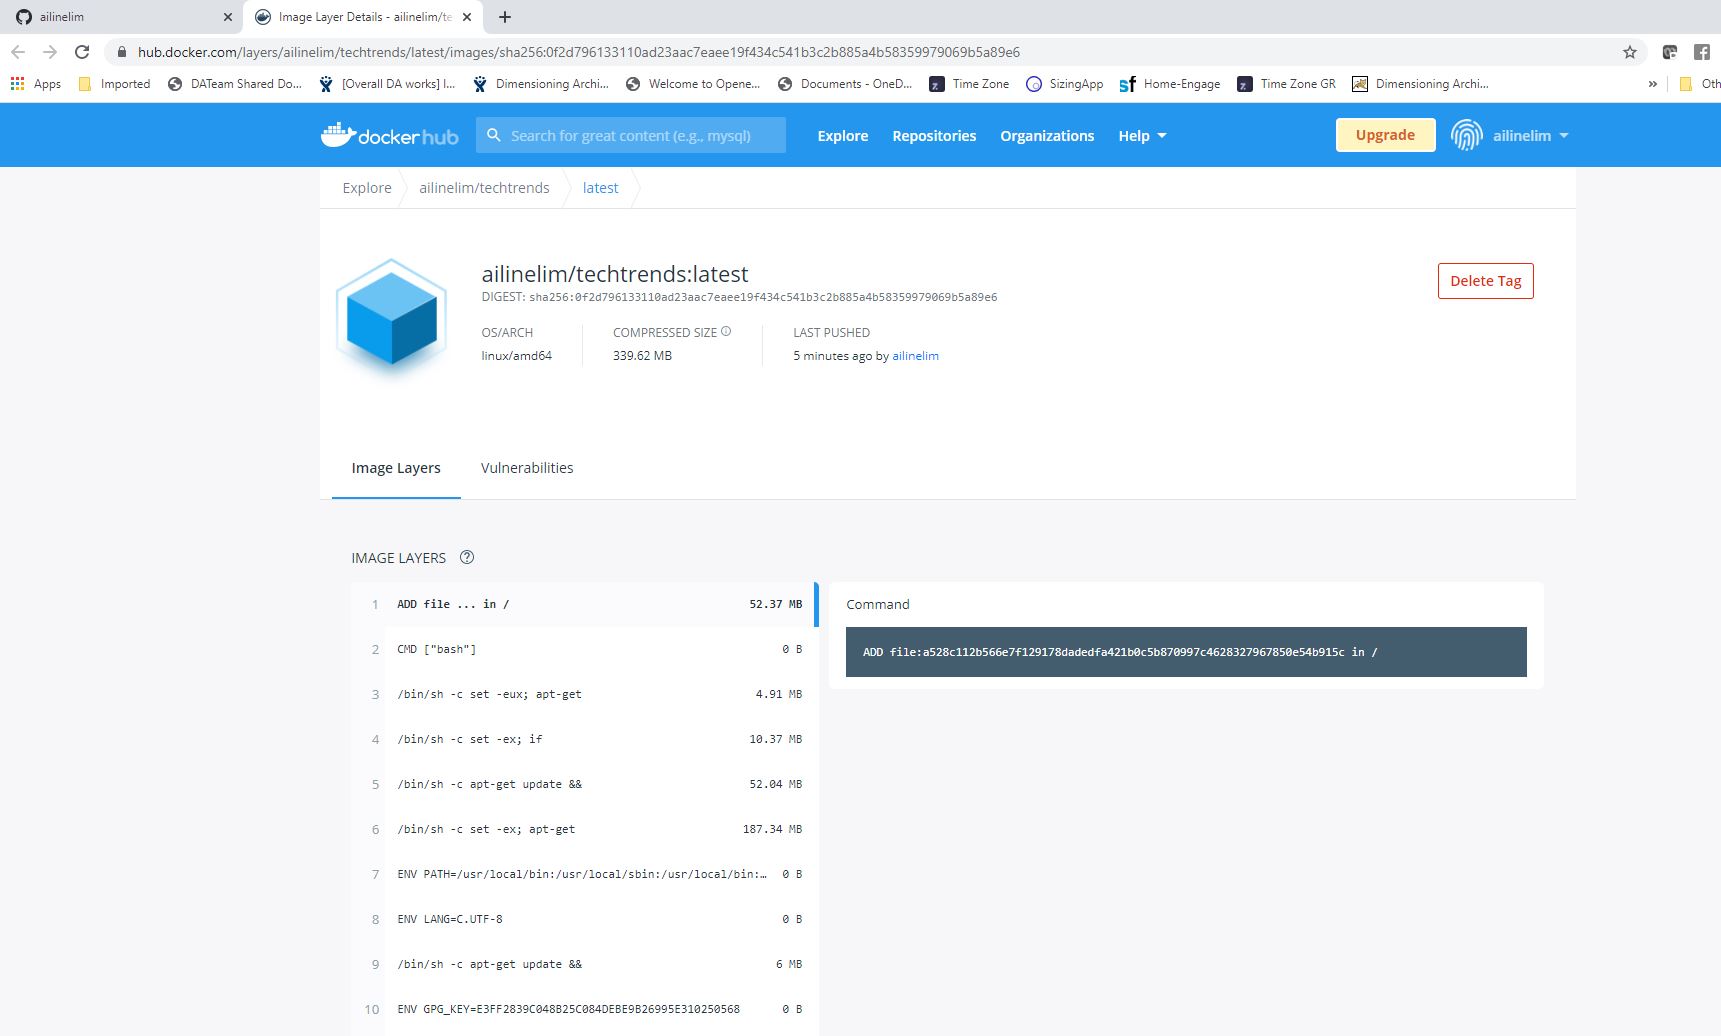 ailinelim
Image Layer Details - ailinelim/te
hub.docker.com/layers/ailinelim/techtrends/latest/images/sha256:0f2d796133110ad23aac7eaee19f434c541b3c2b885a4b58359979069b5a89e6
Apps Imported DATeam Shared Do... [Overall DA works] I... Dimensioning Archi... Welcome to Opene... Documents - OneD... Time Zone SizingApp Home-Engage Time Zone GR Dimensioning Archi... » Oth
docker hub Search for great content (e.g., mysql) Explore Repositories Organizations Help Upgrade ailinelim
Explore ailinelim/techtrends latest
ailinelim/techtrends:latest
DIGEST: sha256:0f2d796133110ad23aac7eaee19f434c541b3c2b885a4b58359979069b5a89e6
Delete Tag
OS/ARCH COMPRESSED SIZE LAST PUSHED
linux/amd64 339.62 MB 5 minutes ago by ailinelim
Image Layers Vulnerabilities
IMAGE LAYERS ?
1 ADD file ... in / 52.37 MB
2 CMD ["bash"] 0 B
3 /bin/sh -c set -eux; apt-get 4.91 MB
4 /bin/sh -c set -ex; if 10.37 MB
5 /bin/sh -c apt-get update && 52.04 MB
6 /bin/sh -c set -ex; apt-get 187.34 MB
7 ENV PATH=/usr/local/bin:/usr/local/sbin:/usr/local/bin:... 0 B
8 ENV LANG=C.UTF-8 0 B
9 /bin/sh -c apt-get update && 6 MB
10 ENV GPG_KEY=E3FF2839C048B25C084DEBE9B26995E310250568 0 B
Command
ADD file:a528c112b566e7f129178dadedfa421b0c5b870997c4628327967850e54b915c in /